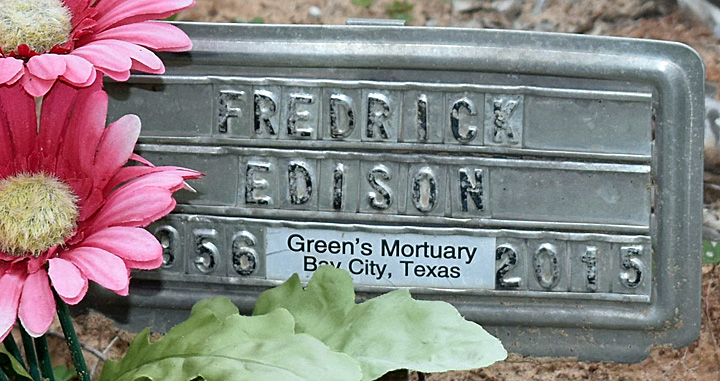 FREDRICK
EDISON
956 Green's Mortuary 2015
Bay City, Texas